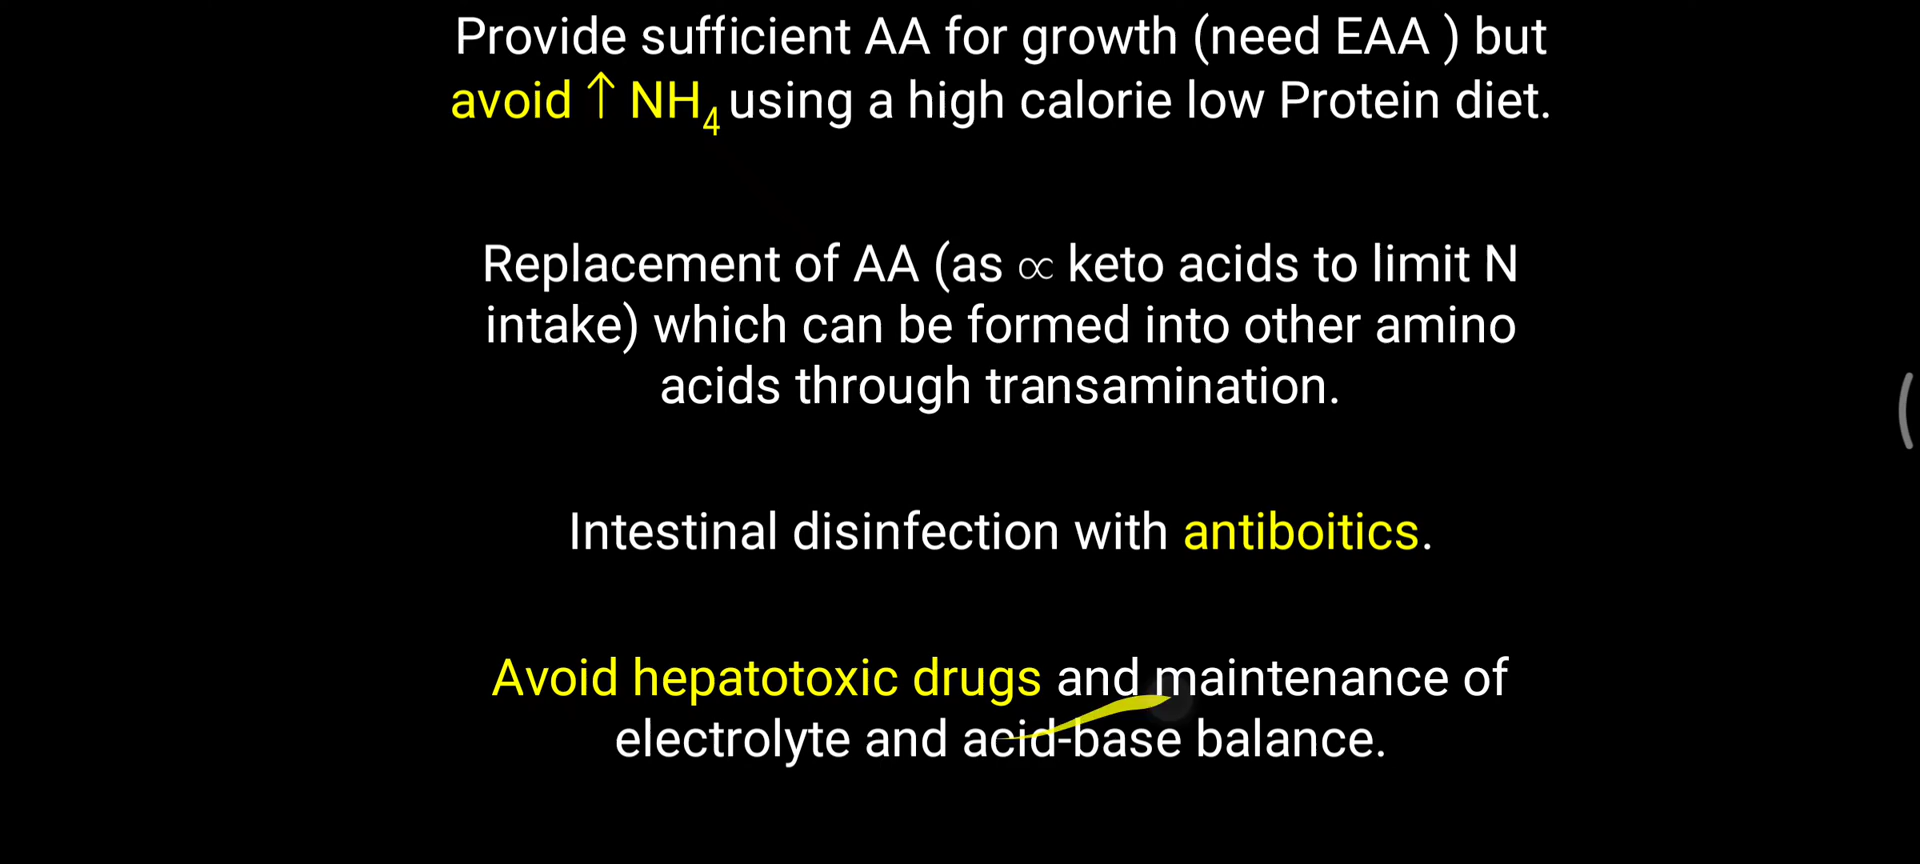 Provide sufficient AA for growth (need EAA ) but
avoid ↑ NH₄ using a high calorie low Protein diet.
Replacement of AA (as ∝ keto acids to limit N
intake) which can be formed into other amino
acids through transamination.
Intestinal disinfection with antiboitics.
Avoid hepatotoxic drugs and maintenance of
electrolyte and acid-base balance.